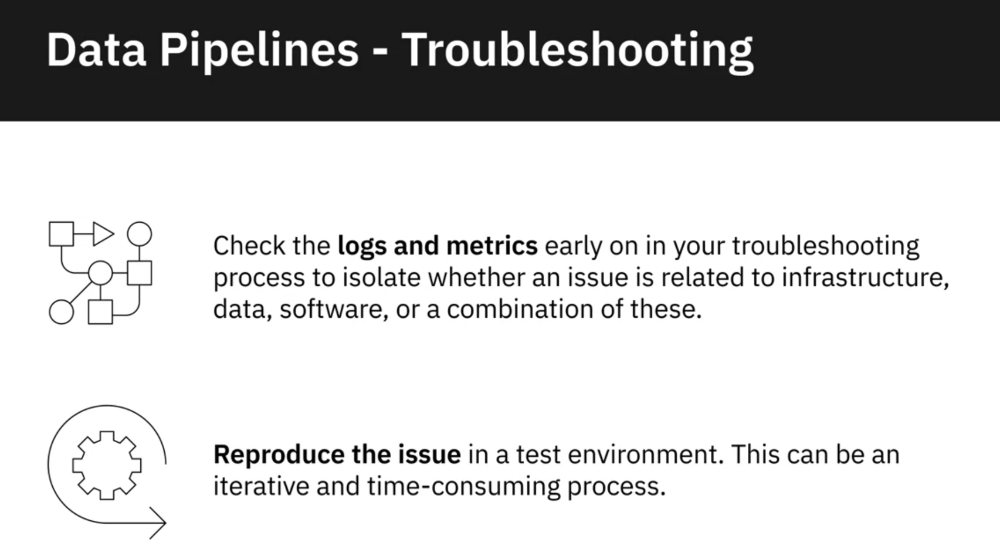 Data Pipelines - Troubleshooting
Check the logs and metrics early on in your troubleshooting
process to isolate whether an issue is related to infrastructure,
data, software, or a combination of these.
Reproduce the issue in a test environment. This can be an
iterative and time-consuming process.